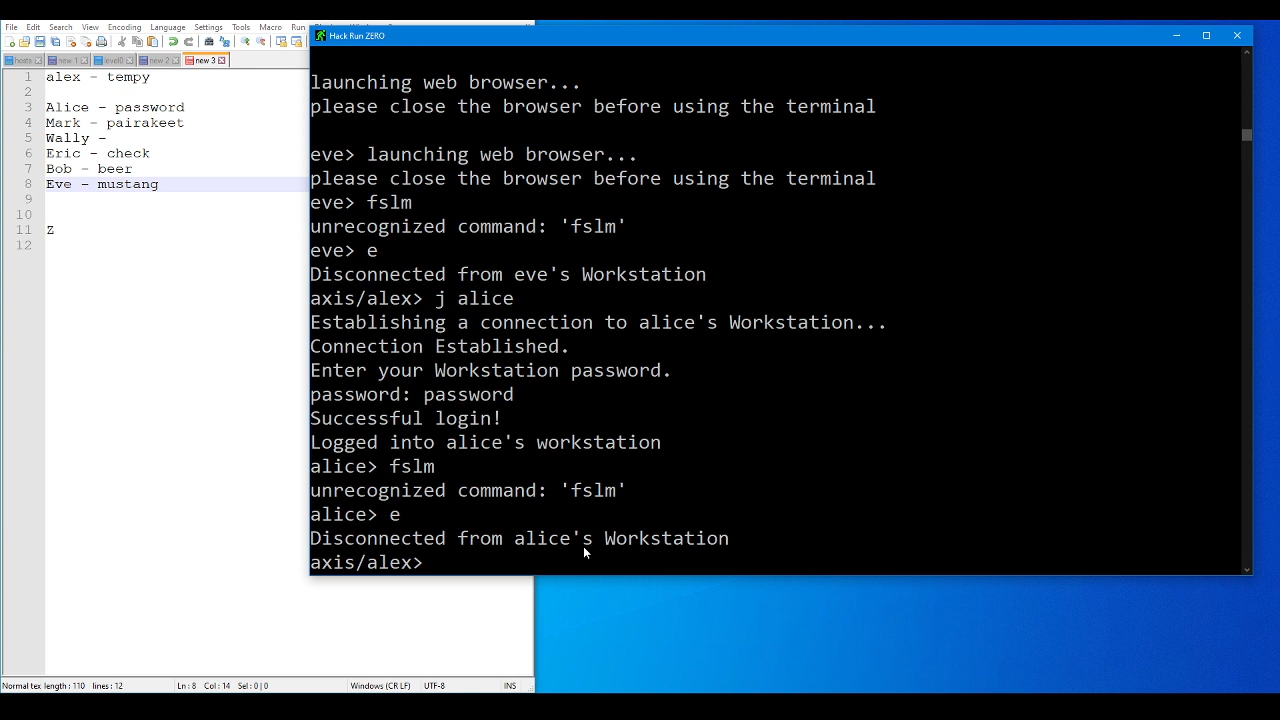 File Edit Search View Encoding Language Settings Tools Macro Run
Hack Run ZERO
hosts new 1 level0 new 2 new 3
1 alex - tempy
2
3 Alice - password
4 Mark - pairakeet
5 Wally -
6 Eric - check
7 Bob - beer
8 Eve - mustang
9
10
11 Z
12
launching web browser...
please close the browser before using the terminal
eve> launching web browser...
please close the browser before using the terminal
eve> fslm
unrecognized command: 'fslm'
eve> e
Disconnected from eve's Workstation
axis/alex> j alice
Establishing a connection to alice's Workstation...
Connection Established.
Enter your Workstation password.
password: password
Successful login!
Logged into alice's workstation
alice> fslm
unrecognized command: 'fslm'
alice> e
Disconnected from alice's Workstation
axis/alex>
Normal tex length : 110 lines : 12 Ln : 8 Col : 14 Sel : 0 | 0 Windows (CR LF) UTF-8 INS